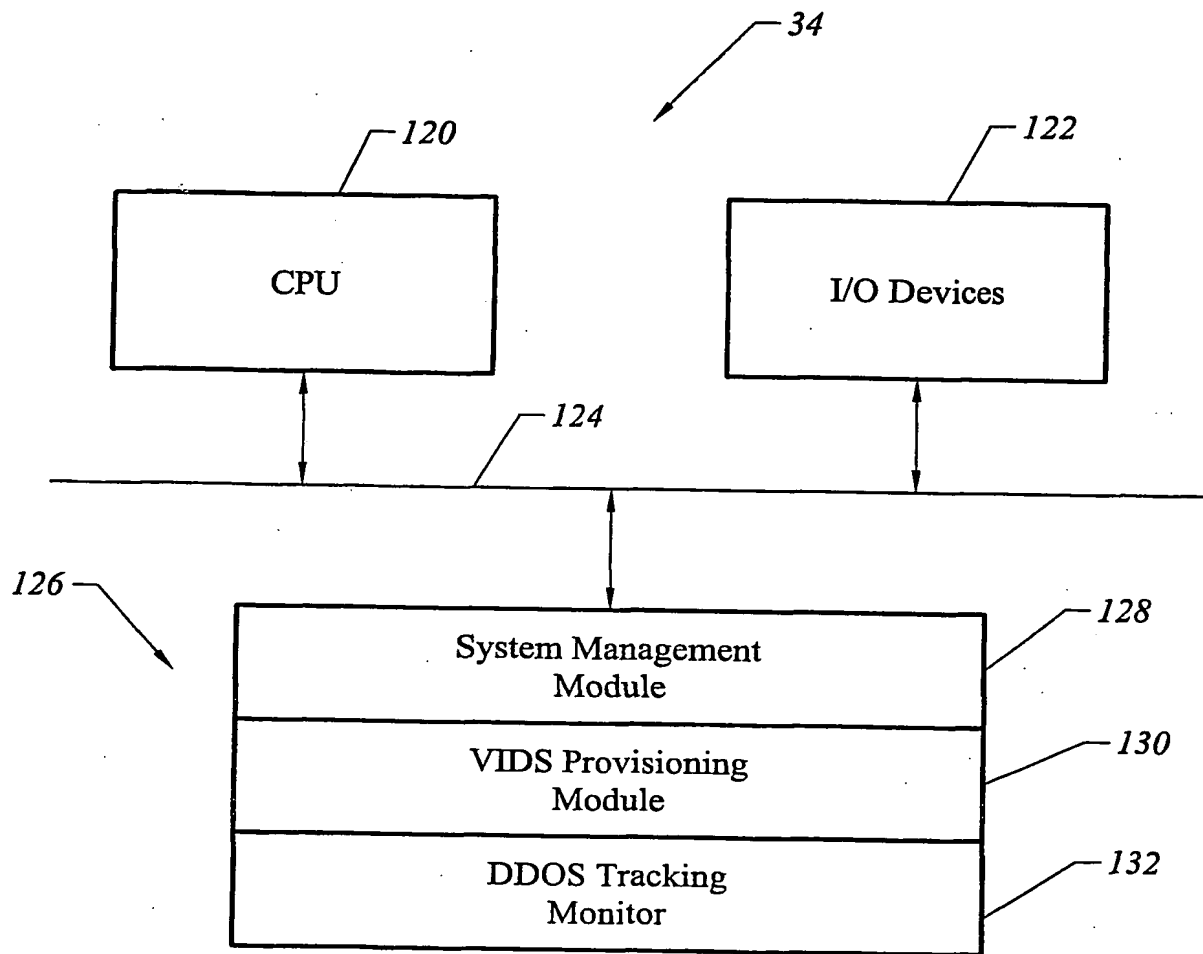 34
120
122
CPU
I/O Devices
124
126
128
System Management
Module
130
VIDS Provisioning
Module
132
DDOS Tracking
Monitor